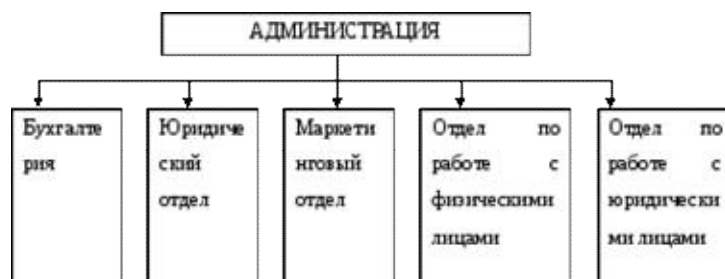 АДМИНИСТРАЦИЯ
Бухгалте
рия
Юридиче
ский
отдел
Маркети
нговый
отдел
Отдел по
работе с
физическими
лицами
Отдел по
работе с
юридически
ми лицами